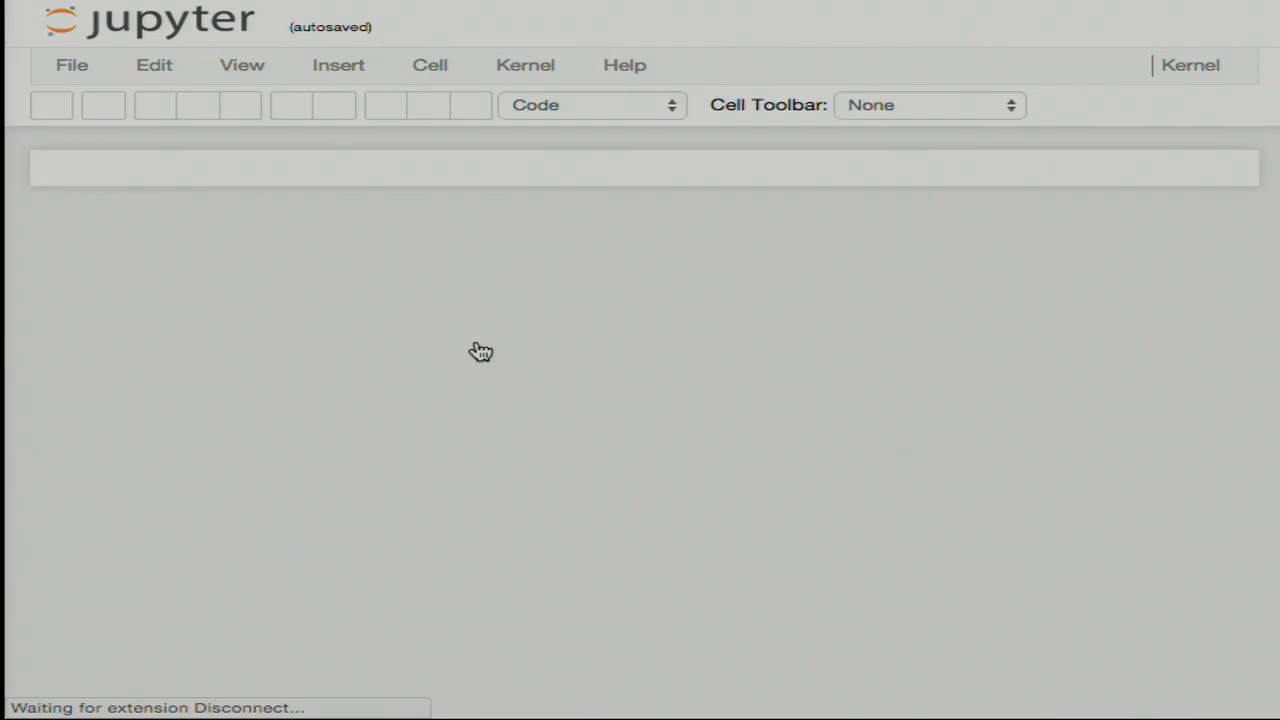 jupyter (autosaved)
File Edit View Insert Cell Kernel Help Kernel
Code Cell Toolbar: None
Waiting for extension Disconnect...